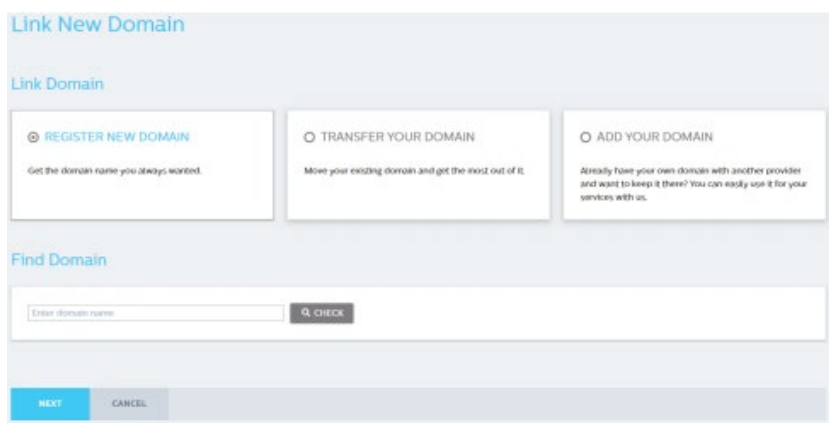 Link New Domain
Link Domain
REGISTER NEW DOMAIN
Get the domain name you always wanted.
TRANSFER YOUR DOMAIN
Move your existing domain and get the most out of it.
ADD YOUR DOMAIN
Already have your own domain with another provider
and want to keep it there? You can easily use it for your
services with us.
Find Domain
Enter domain name
CHECK
NEXT
CANCEL